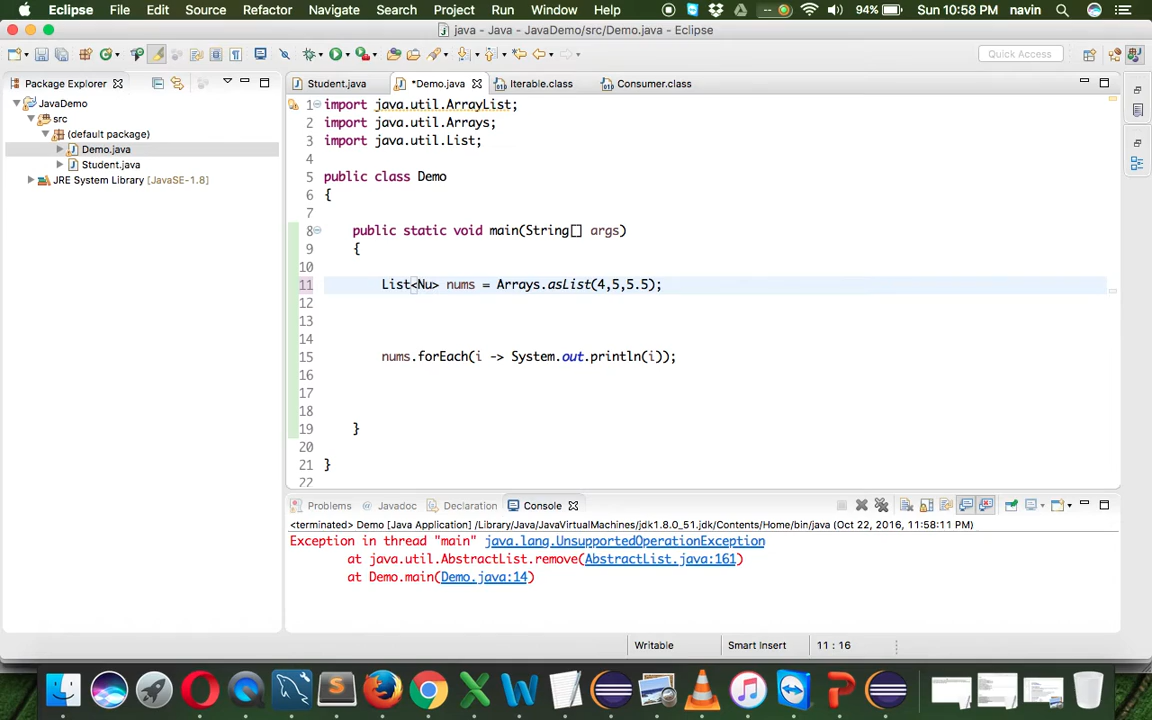 Eclipse File Edit Source Refactor Navigate Search Project Run Window Help 94% Sun 10:58 PM navin
java - Java - JavaDemo/src/Demo.java - Eclipse
Quick Access
Package Explorer
Student.java *Demo.java Iterable.class Consumer.class
JavaDemo
src
(default package)
Demo.java
Student.java
JRE System Library [JavaSE-1.8]
1 import java.util.ArrayList;
2 import java.util.Arrays;
3 import java.util.List;
4
5 public class Demo
6 {
7
8 public static void main(String[] args)
9 {
10
11 List<Nu> nums = Arrays.asList(4,5,5.5);
12
13
14
15 nums.forEach(i -> System.out.println(i));
16
17
18
19 }
20
21 }
22
Problems Javadoc Declaration Console
<terminated> Demo [Java Application] /Library/Java/JavaVirtualMachines/jdk1.8.0_51.jdk/Contents/Home/bin/java (Oct 22, 2016, 11:58:11 PM)
Exception in thread "main" java.lang.UnsupportedOperationException
at java.util.AbstractList.remove(AbstractList.java:161)
at Demo.main(Demo.java:14)
Writable Smart Insert 11 : 16